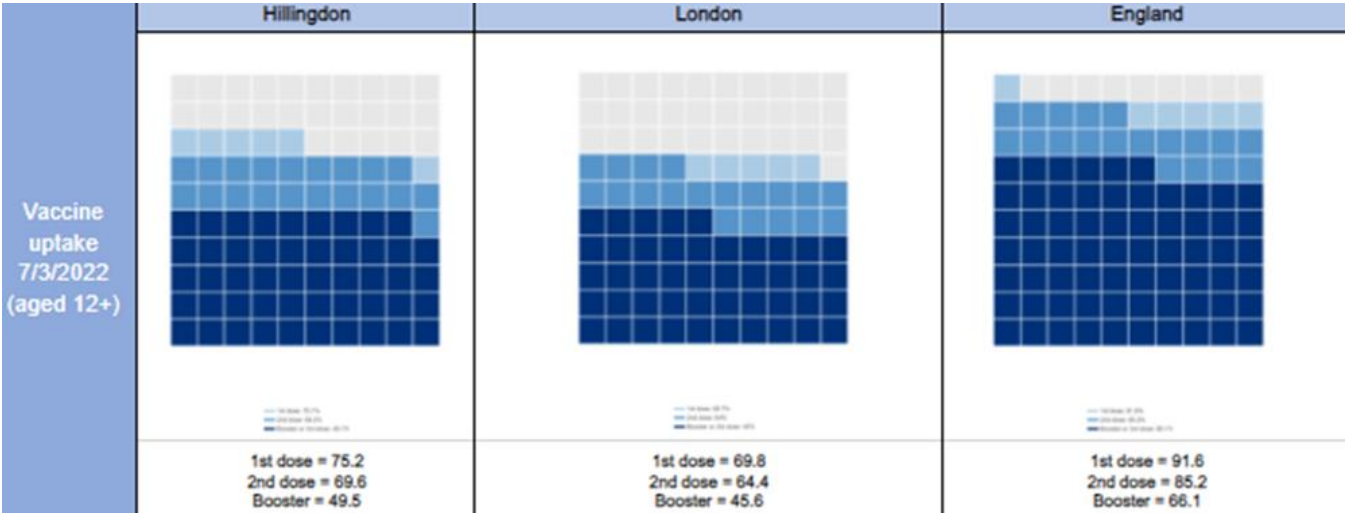 Hillingdon
London
England
Vaccine
uptake
7/3/2022
(aged 12+)
1st dose = 75.2
2nd dose = 69.6
Booster = 49.5
1st dose = 69.8
2nd dose = 64.4
Booster = 45.6
1st dose = 91.6
2nd dose = 85.2
Booster = 66.1